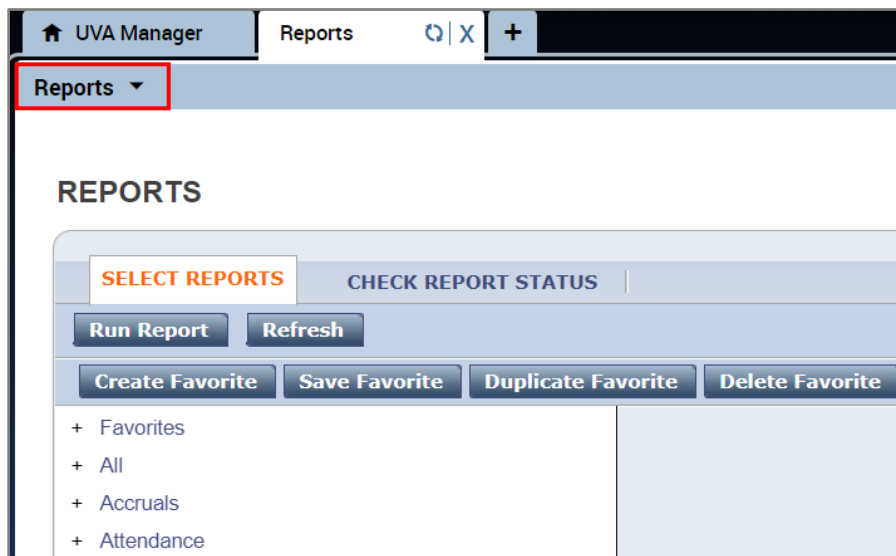 UVA Manager Reports X +
Reports
REPORTS
SELECT REPORTS CHECK REPORT STATUS
Run Report Refresh
Create Favorite Save Favorite Duplicate Favorite Delete Favorite
+ Favorites
+ All
+ Accruals
+ Attendance